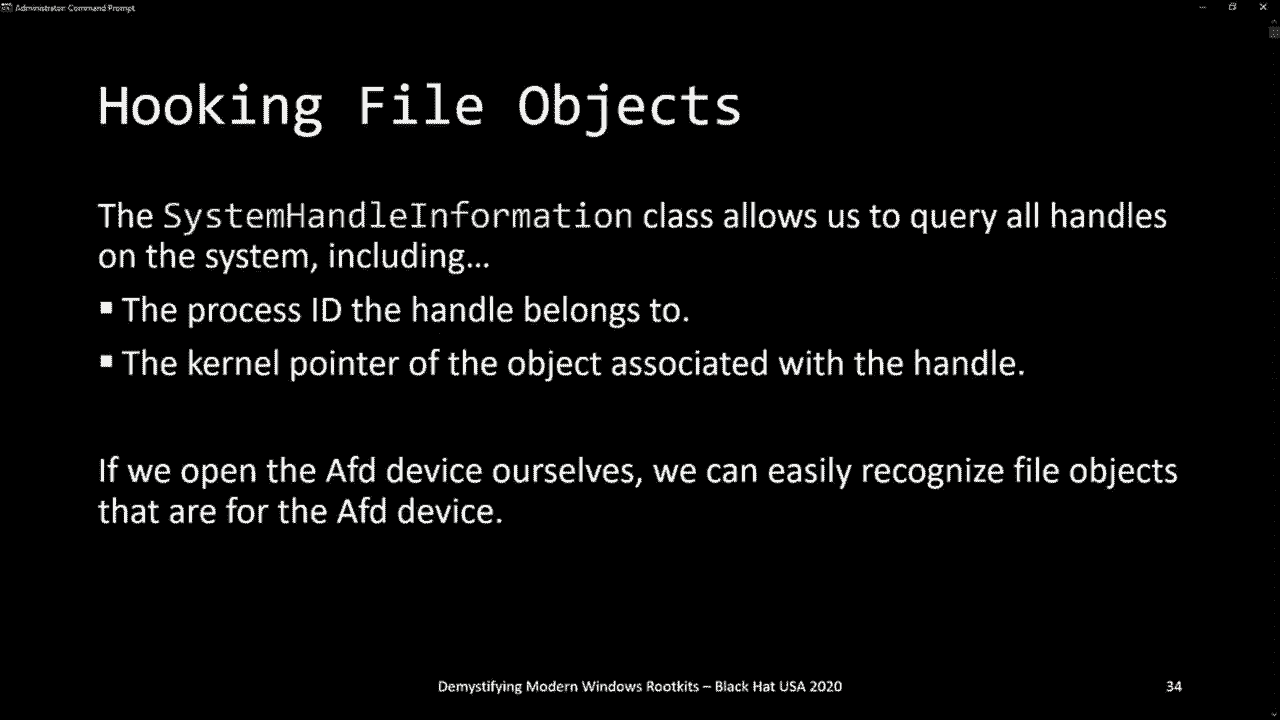 Administrator: Command Prompt
Hooking File Objects
The SystemHandleInformation class allows us to query all handles
on the system, including…
▪ The process ID the handle belongs to.
▪ The kernel pointer of the object associated with the handle.
If we open the Afd device ourselves, we can easily recognize file objects
that are for the Afd device.
Demystifying Modern Windows Rootkits – Black Hat USA 2020
34